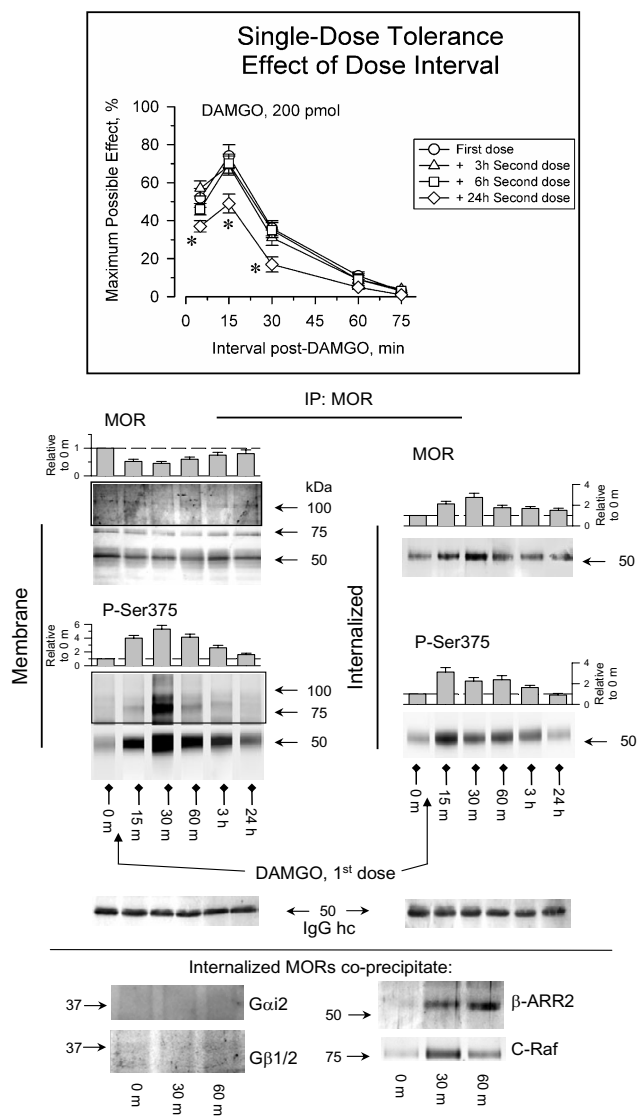 Single-Dose Tolerance
Effect of Dose Interval
DAMGO, 200 pmol
Maximum Possible Effect, %
100
80
60
40
20
0
*
*
*
0 15 30 45 60 75
Interval post-DAMGO, min
First dose
+ 3h Second dose
+ 6h Second dose
+ 24h Second dose
IP: MOR
MOR
Relative
to 0 m
1
0
kDa
100
75
50
Membrane
P-Ser375
Relative
to 0 m
6
4
2
0
100
75
50
0 m
15 m
30 m
60 m
3 h
24 h
MOR
4
2
0
Relative
to 0 m
50
Internalized
P-Ser375
4
2
0
Relative
to 0 m
50
0 m
15 m
30 m
60 m
3 h
24 h
DAMGO, 1st dose
50
IgG hc
Internalized MORs co-precipitate:
37
Gαi2
37
Gβ1/2
0 m
30 m
60 m
50
β-ARR2
75
C-Raf
0 m
30 m
60 m